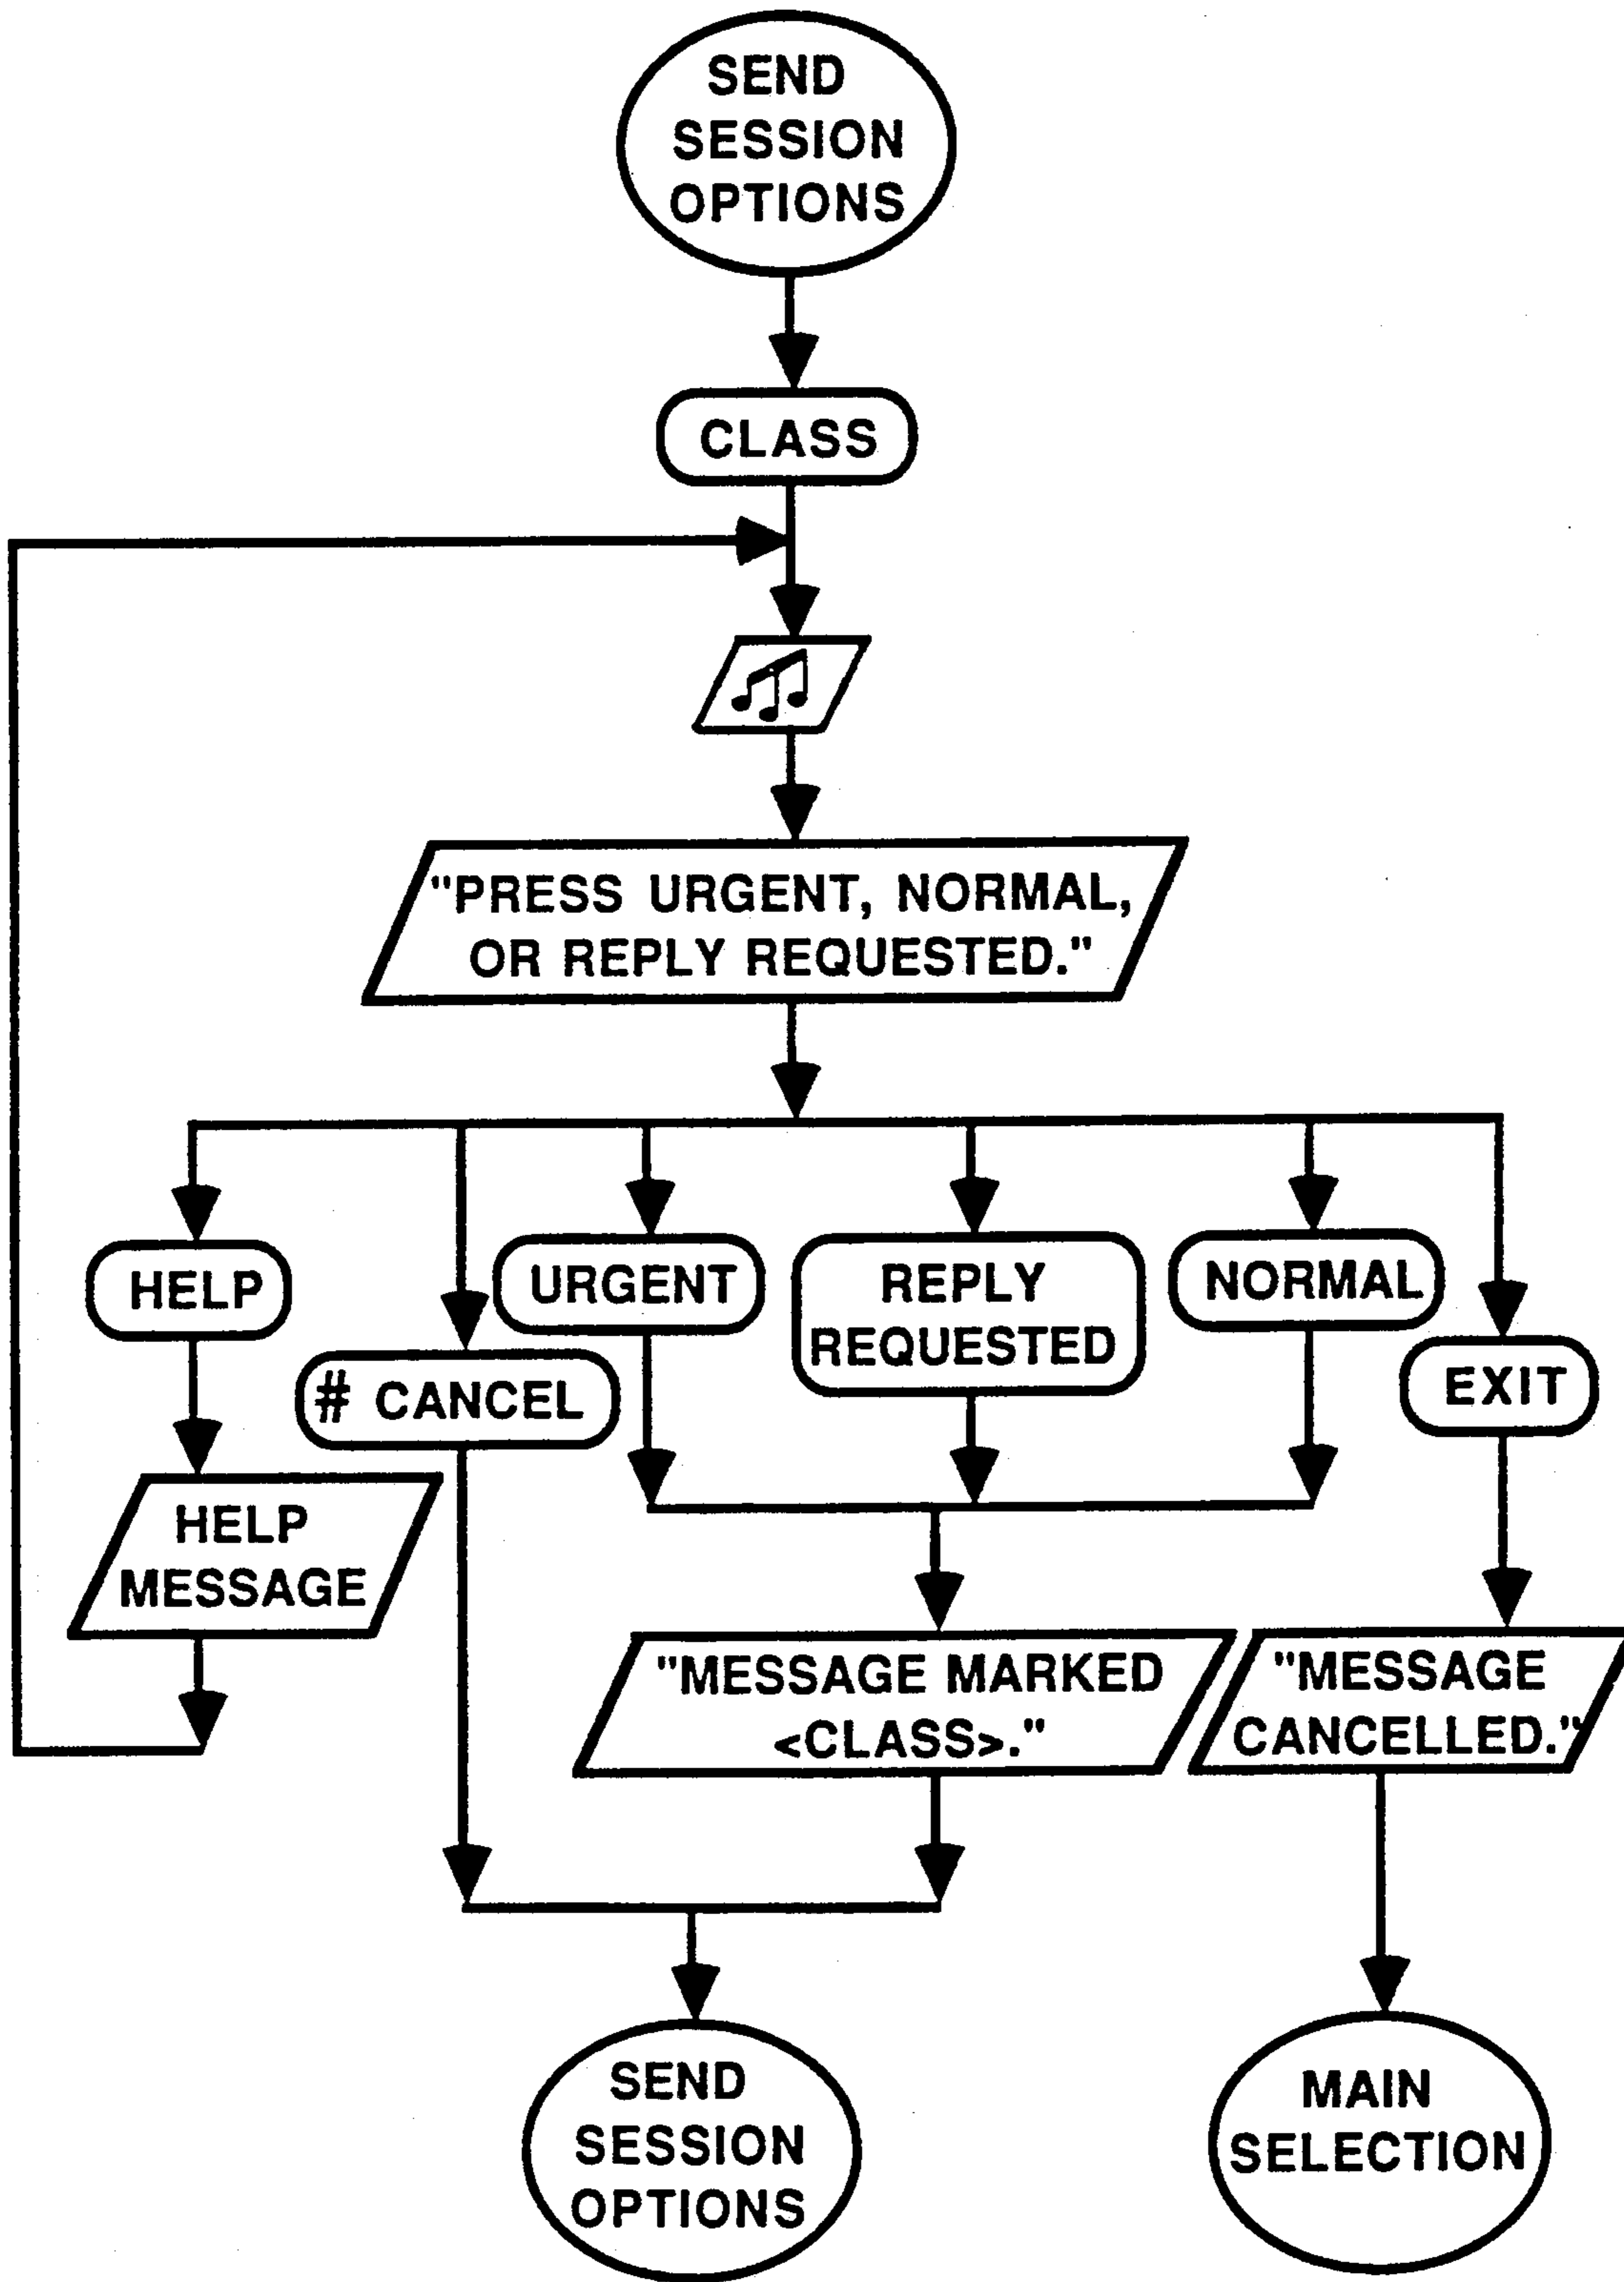 SEND
SESSION
OPTIONS
CLASS
"PRESS URGENT, NORMAL,
OR REPLY REQUESTED."
HELP
# CANCEL
URGENT
REPLY
REQUESTED
NORMAL
EXIT
HELP
MESSAGE
"MESSAGE MARKED
<CLASS>."
"MESSAGE
CANCELLED."
SEND
SESSION
OPTIONS
MAIN
SELECTION